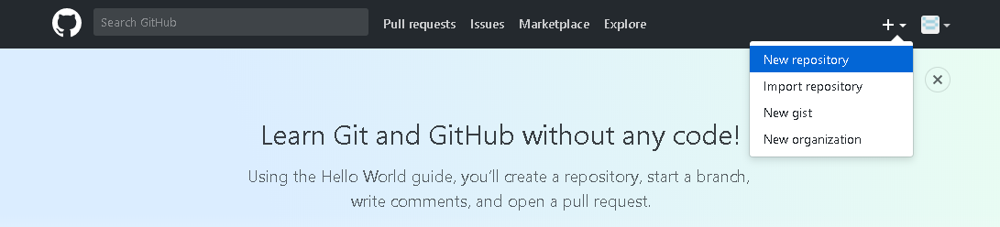 Search GitHub
Pull requests
Issues
Marketplace
Explore
New repository
Import repository
New gist
New organization
Learn Git and GitHub without any code!
Using the Hello World guide, you’ll create a repository, start a branch,
write comments, and open a pull request.